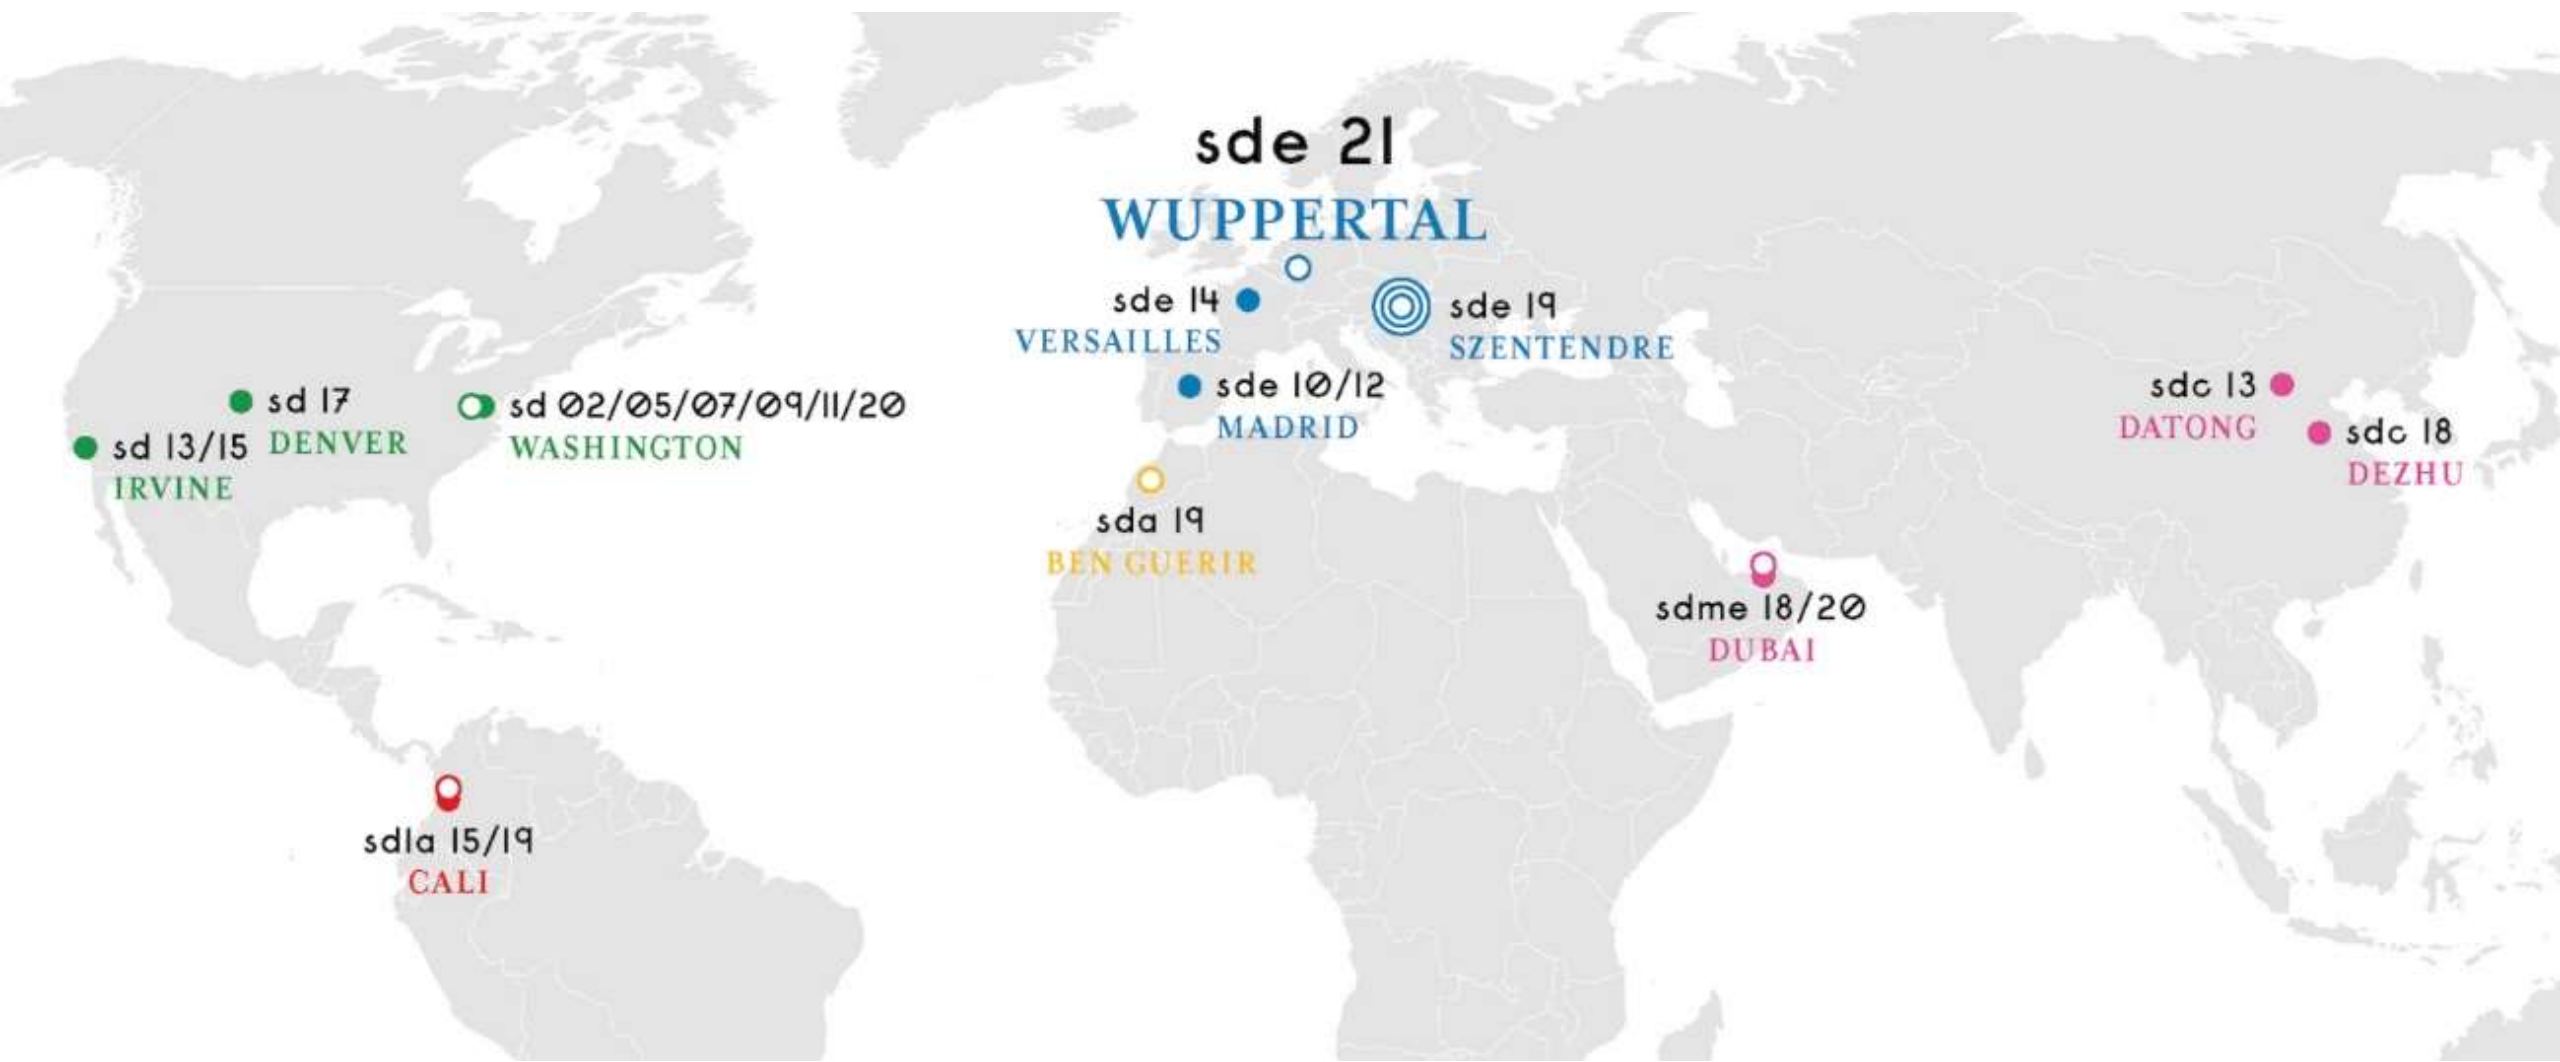 sde 21
WUPPERTAL
sde 14
VERSAILLES
sde 19
SZENTENDRE
sde 10/12
MADRID
sd 17
DENVER
sd 02/05/07/09/11/20
WASHINGTON
sd 13/15
IRVINE
sdc 13
DATONG
sdc 18
DEZHU
sda 19
BEN GUERIR
sdme 18/20
DUBAI
sdla 15/19
CALI